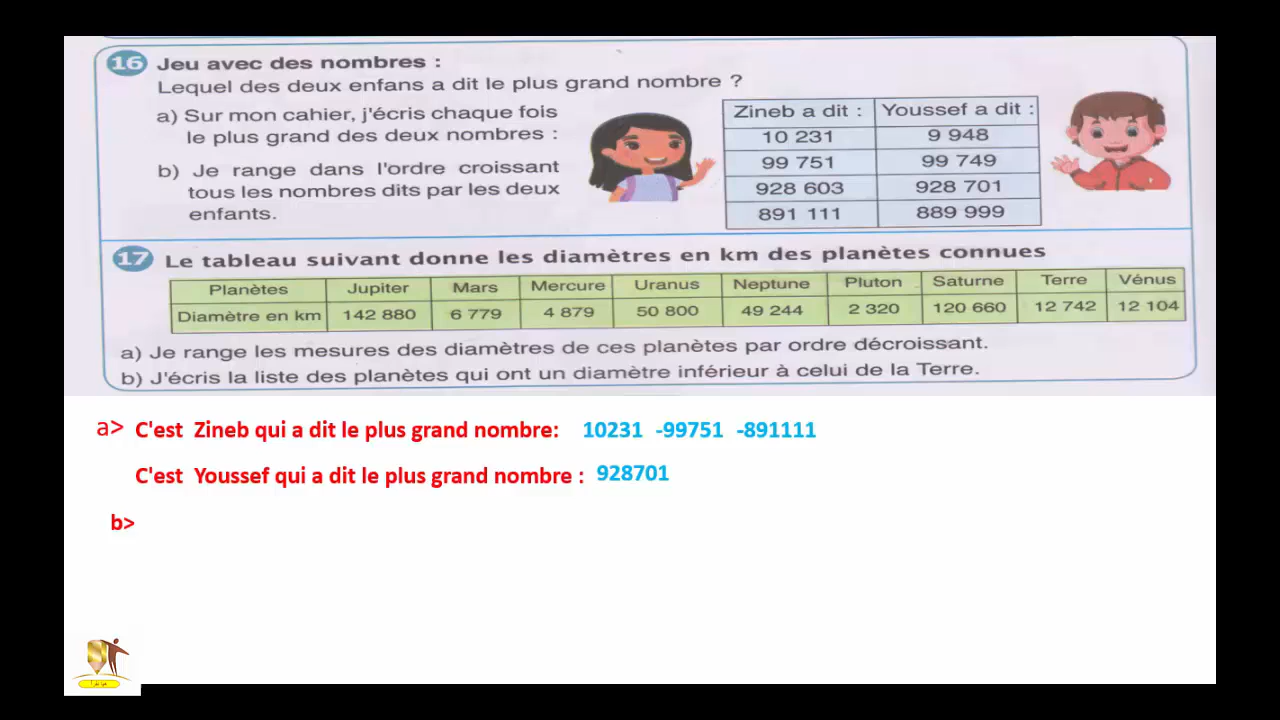 16 Jeu avec des nombres :
Lequel des deux enfans a dit le plus grand nombre ?
a) Sur mon cahier, j'écris chaque fois
le plus grand des deux nombres :
b) Je range dans l'ordre croissant
tous les nombres dits par les deux
enfants.
Zineb a dit : Youssef a dit :
10 231 9 948
99 751 99 749
928 603 928 701
891 111 889 999
17 Le tableau suivant donne les diamètres en km des planètes connues
Planètes Jupiter Mars Mercure Uranus Neptune Pluton Saturne Terre Vénus
Diamètre en km 142 880 6 779 4 879 50 800 49 244 2 320 120 660 12 742 12 104
a) Je range les mesures des diamètres de ces planètes par ordre décroissant.
b) J'écris la liste des planètes qui ont un diamètre inférieur à celui de la Terre.
a> C'est Zineb qui a dit le plus grand nombre: 10231 -99751 -891111
C'est Youssef qui a dit le plus grand nombre : 928701
b>